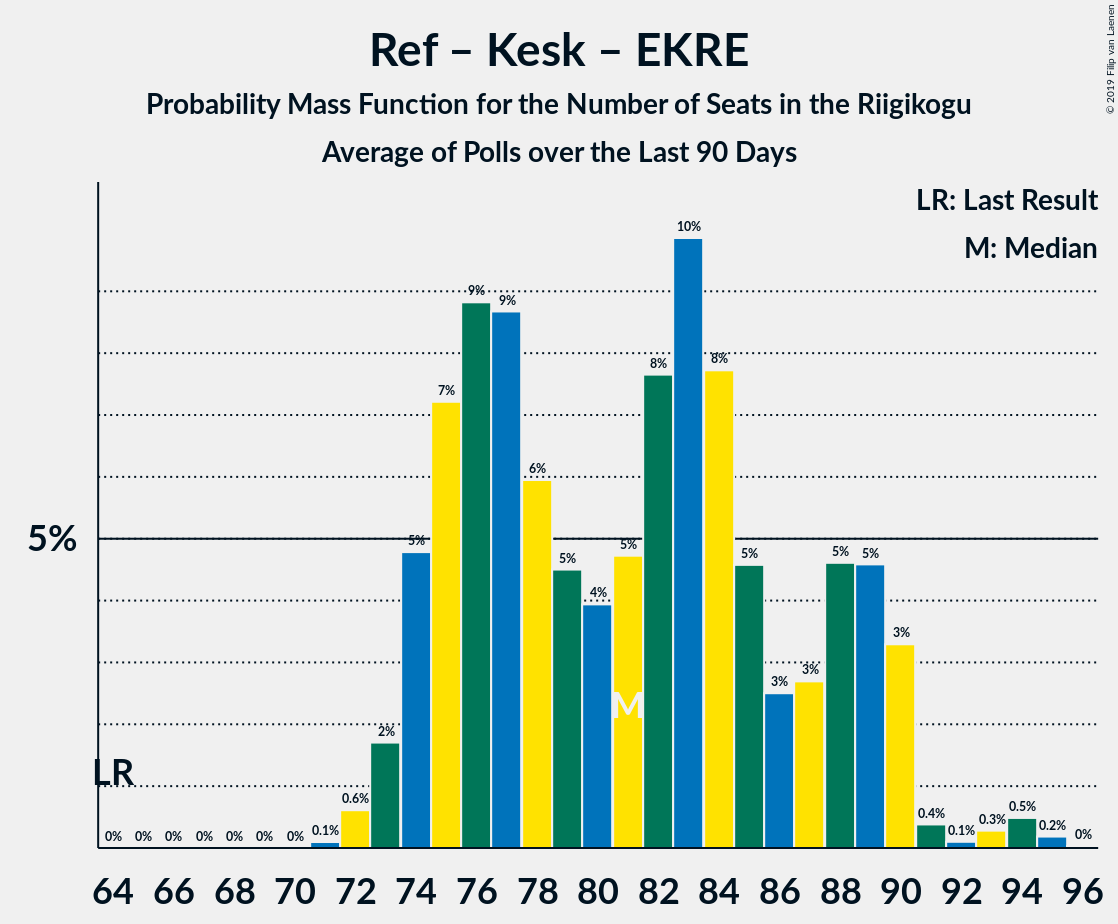 Ref – Kesk – EKRE
Probability Mass Function for the Number of Seats in the Riigikogu
Average of Polls over the Last 90 Days
© 2019 Filip van Laenen
LR: Last Result
M: Median
5%
LR
M
0% 0% 0% 0% 0% 0% 0% 0.1% 0.6% 2% 5% 7% 9% 9% 6% 5% 4% 5% 8% 10% 8% 5% 3% 3% 5% 5% 3% 0.4% 0.1% 0.3% 0.5% 0.2% 0%
64 66 68 70 72 74 76 78 80 82 84 86 88 90 92 94 96